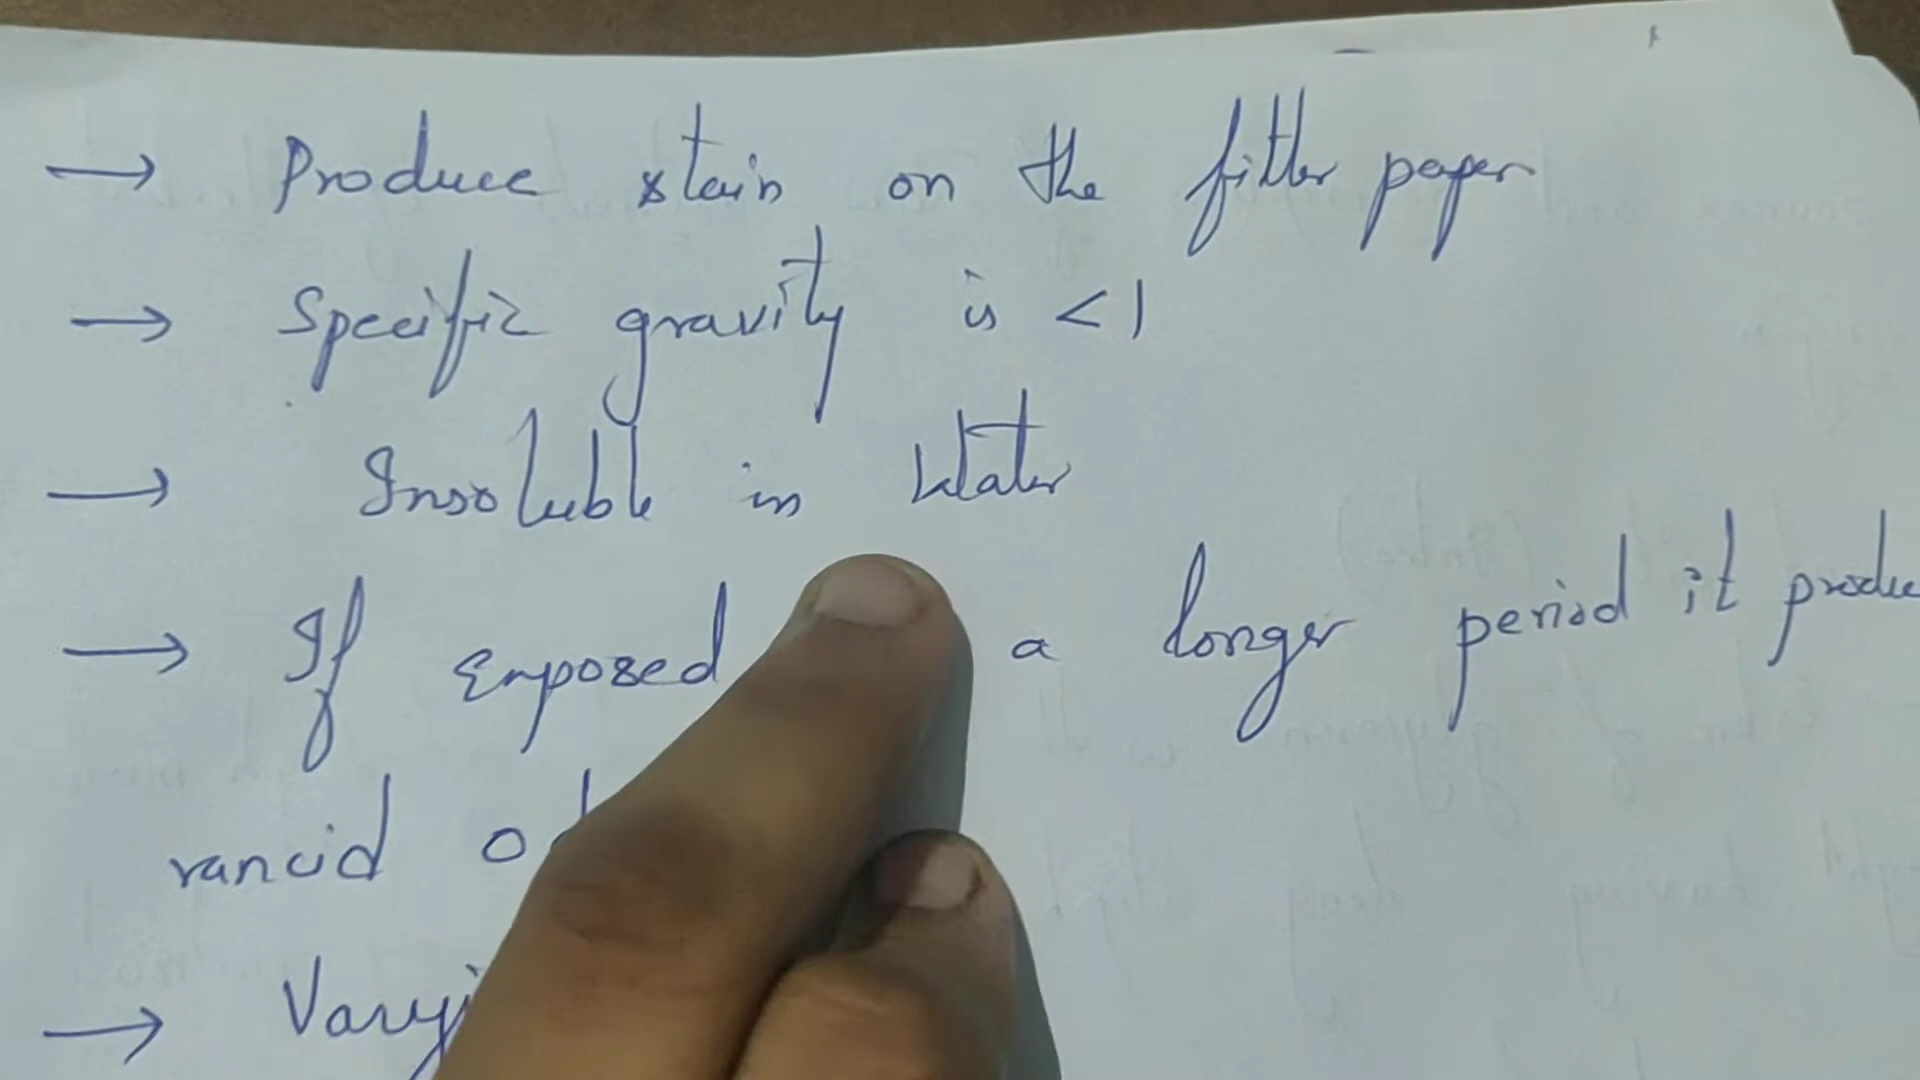 → Produce stain on the filter paper
→ Specific gravity is <1
→ Insoluble in Water
→ If Exposed a longer period it produ
rancid
→